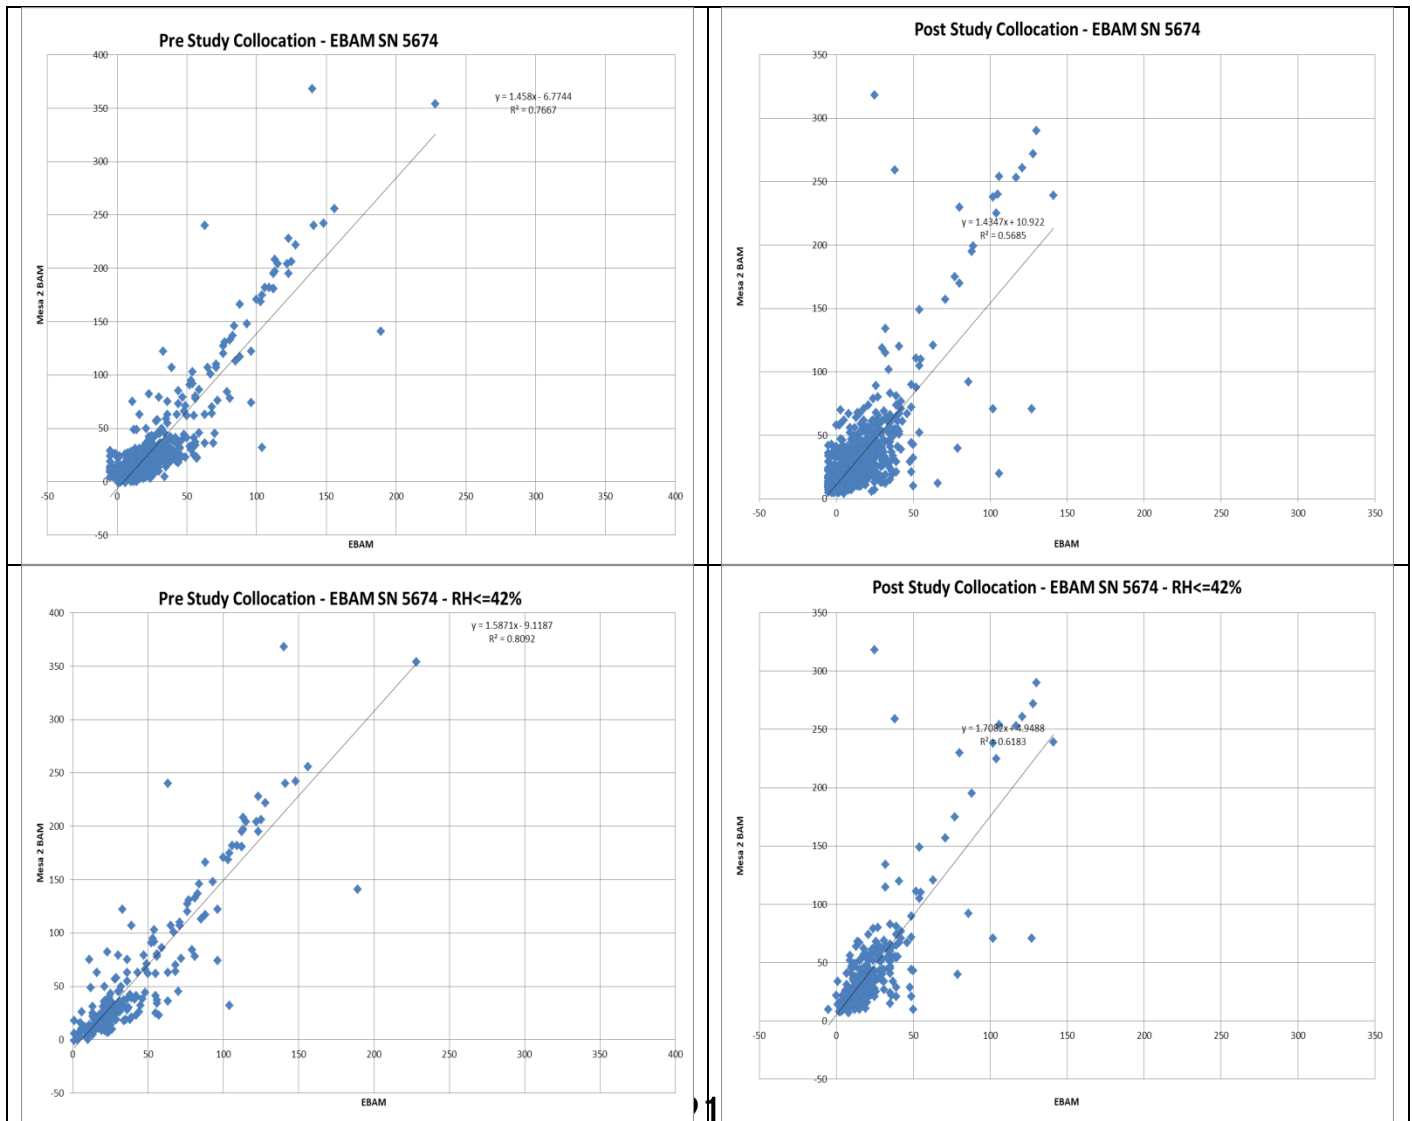 Pre Study Collocation - EBAM SN 5674
400
350
300
250
200
150
100
50
0
-50
-50 0 50 100 150 200 250 300 350 400
y = 1.458x - 6.7744
R² = 0.7667
Mesa 2 BAM
EBAM
Post Study Collocation - EBAM SN 5674
350
300
250
200
150
100
50
0
-50 0 50 100 150 200 250 300 350
y = 1.4347x + 10.922
R² = 0.5685
Mesa 2 BAM
EBAM
Pre Study Collocation - EBAM SN 5674 - RH<=42%
400
350
300
250
200
150
100
50
0
-50
0 50 100 150 200 250 300 350 400
y = 1.5871x - 9.1187
R² = 0.8092
Mesa 2 BAM
EBAM
Post Study Collocation - EBAM SN 5674 - RH<=42%
350
300
250
200
150
100
50
0
-50
-50 0 50 100 150 200 250 300 350
y = 1.7082x + 4.9488
R² = 0.6183
Mesa 2 BAM
EBAM